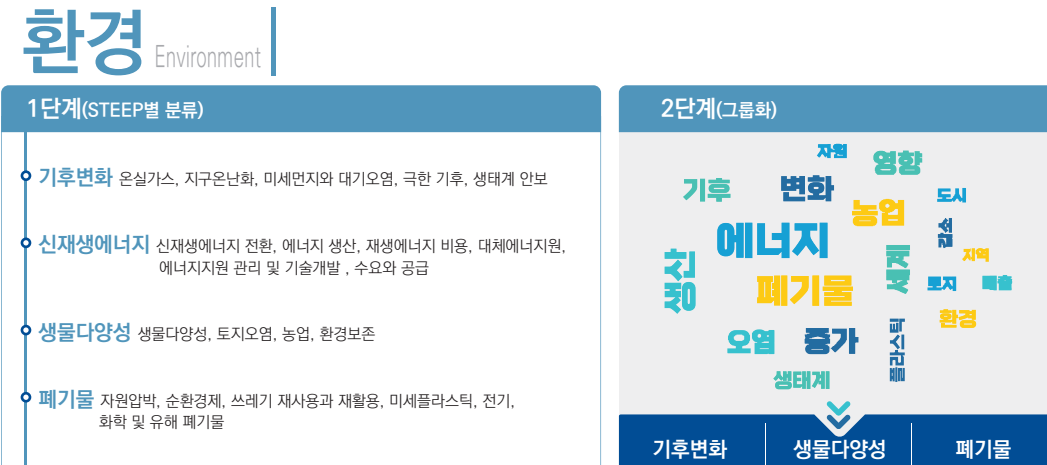 환경 Environment
1단계(STEEP별 분류)
기후변화 온실가스, 지구온난화, 미세먼지와 대기오염, 극한 기후, 생태계 안보
신재생에너지 신재생에너지 전환, 에너지 생산, 재생에너지 비용, 대체에너지원,
에너지지원 관리 및 기술개발 , 수요와 공급
생물다양성 생물다양성, 토지오염, 농업, 환경보존
폐기물 자원압박, 순환경제, 쓰레기 재사용과 재활용, 미세플라스틱, 전기,
화학 및 유해 폐기물
2단계(그룹화)
자원
영향
기후
변화
도시
농업
감소
에너지
지역
생산
세계
토지
폐기물
환경
오염
증가
플라스틱
생태계
기후변화
생물다양성
폐기물